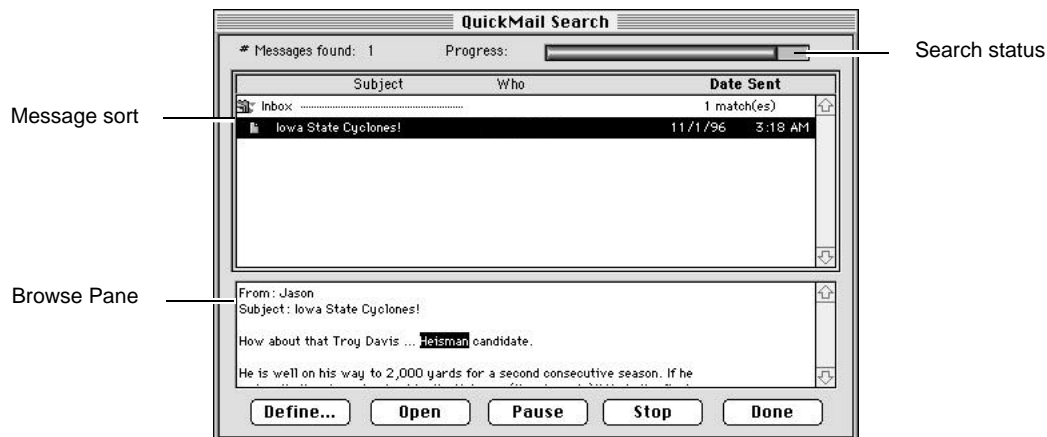 QuickMail Search
# Messages found: 1 Progress:
Search status
Subject Who Date Sent
Message sort
Inbox 1 match(es)
Iowa State Cyclones! 11/1/96 3:18 AM
Browse Pane
From: Jason
Subject: Iowa State Cyclones!
How about that Troy Davis ... Heisman candidate.
He is well on his way to 2,000 yards for a second consecutive season. If he
Define... Open Pause Stop Done